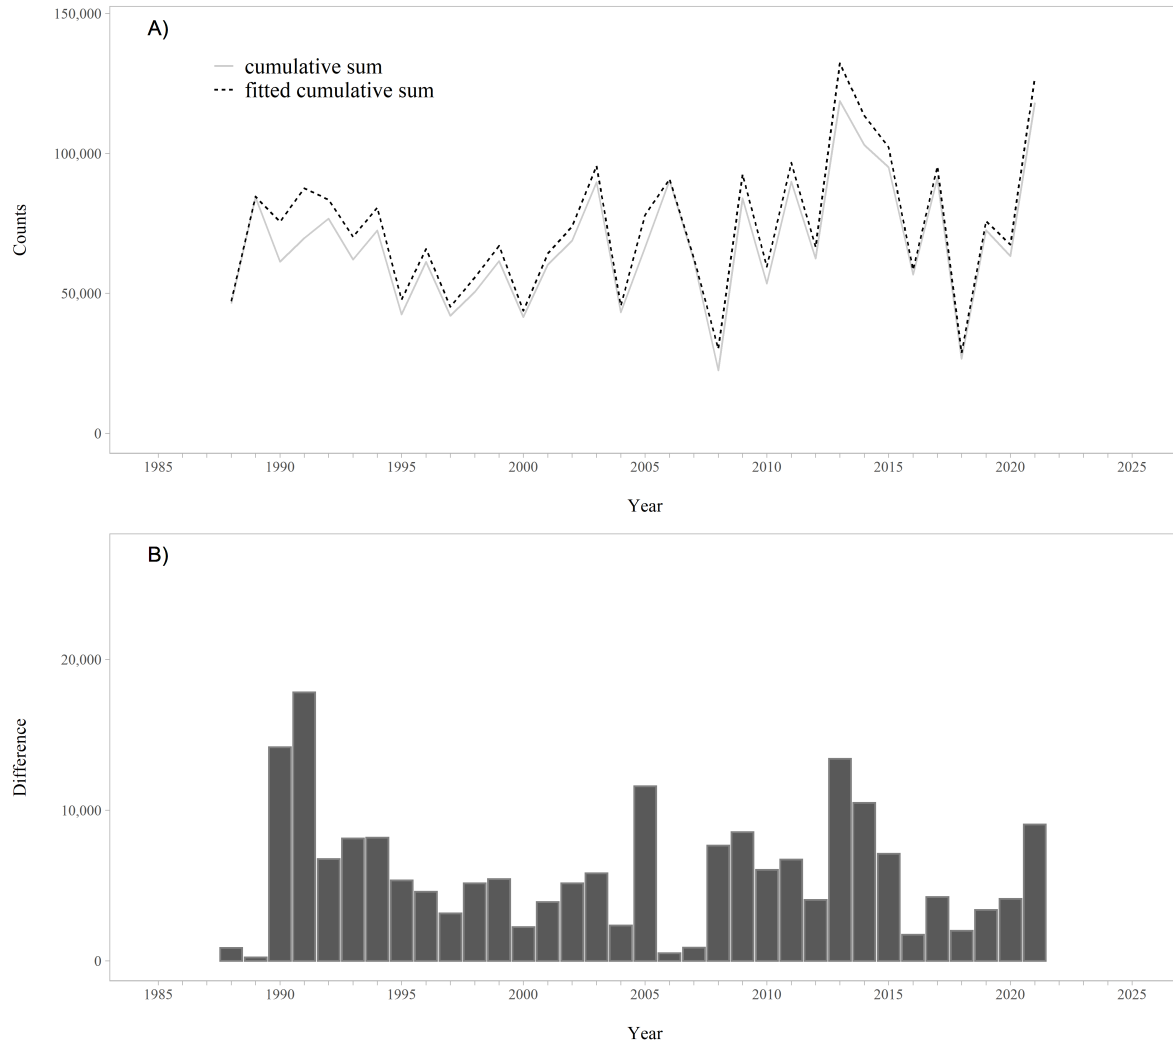 A)
cumulative sum
fitted cumulative sum
150,000
100,000
50,000
0
Counts
1985 1990 1995 2000 2005 2010 2015 2020 2025
Year
B)
20,000
10,000
0
Difference
1985 1990 1995 2000 2005 2010 2015 2020 2025
Year